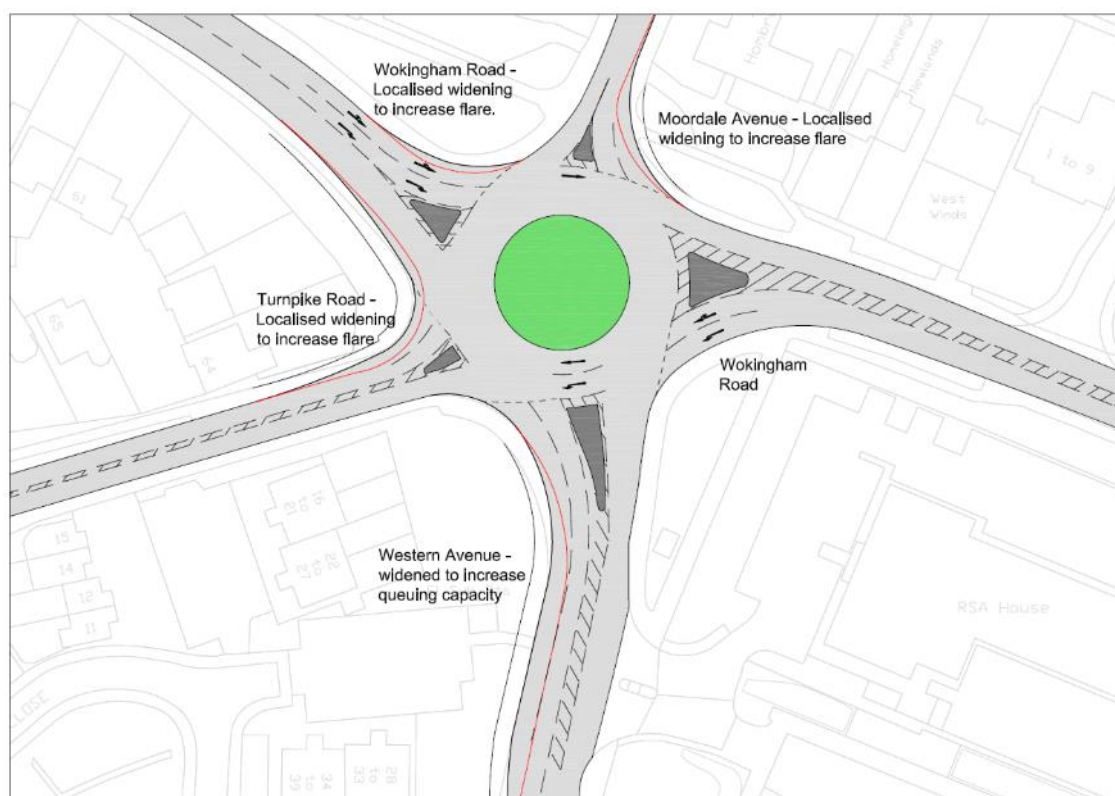 Wokingham Road -
Localised widening
to increase flare.
Moordale Avenue - Localised
widening to increase flare
1 to 9
West
Winds
61
Turnpike Road -
Localised widening
to increase flare
65
64
Wokingham
Road
Western Avenue -
widened to increase
queuing capacity
15
14
12
11
16
to
22
to
27
RSA House
CLOSE
34
to
39
28
to
33